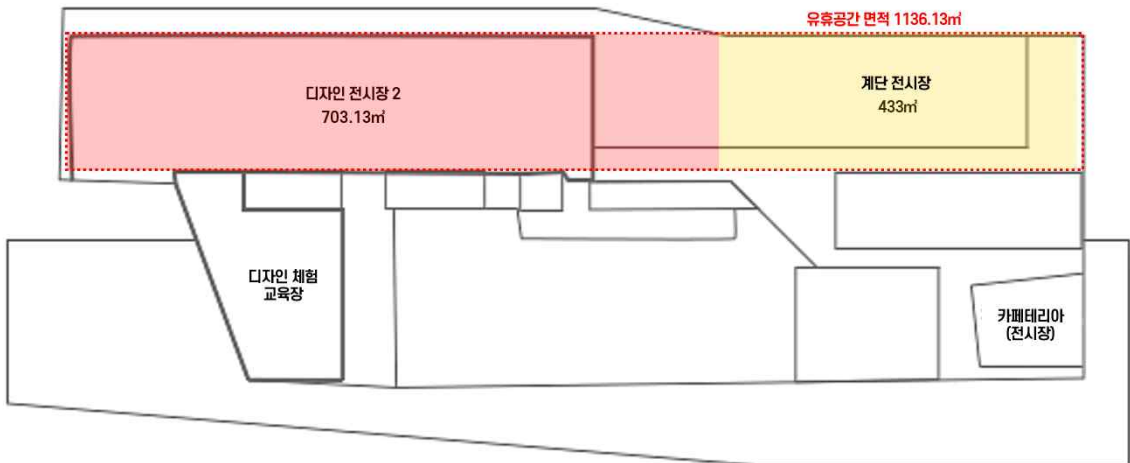 유휴공간 면적 1136.13㎡
디자인 전시장 2
703.13㎡
계단 전시장
433㎡
디자인 체험
교육장
카페테리아
(전시장)